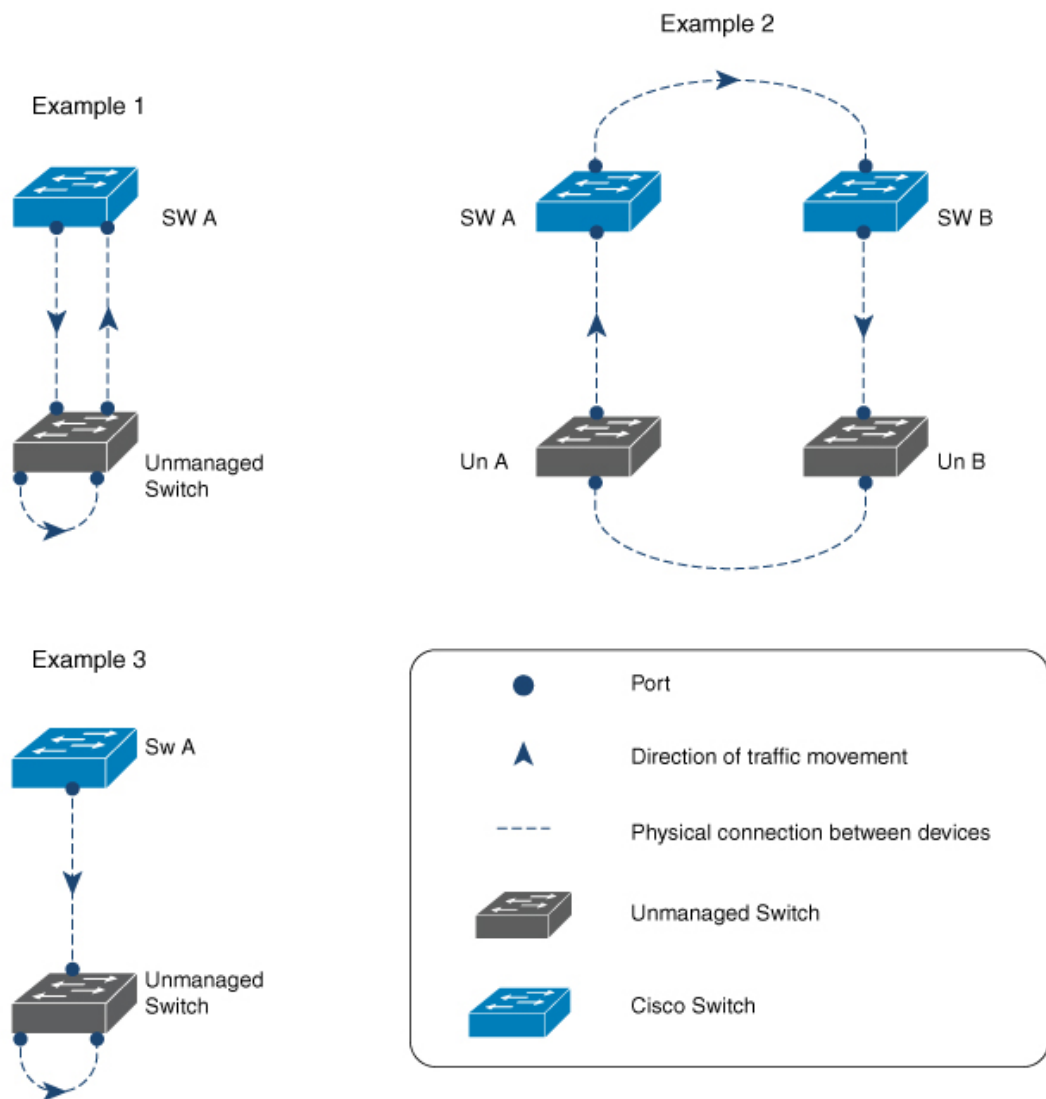 Example 1
SW A
Unmanaged
Switch
Example 2
SW A
SW B
Un A
Un B
Example 3
Sw A
Unmanaged
Switch
Port
Direction of traffic movement
Physical connection between devices
Unmanaged Switch
Cisco Switch